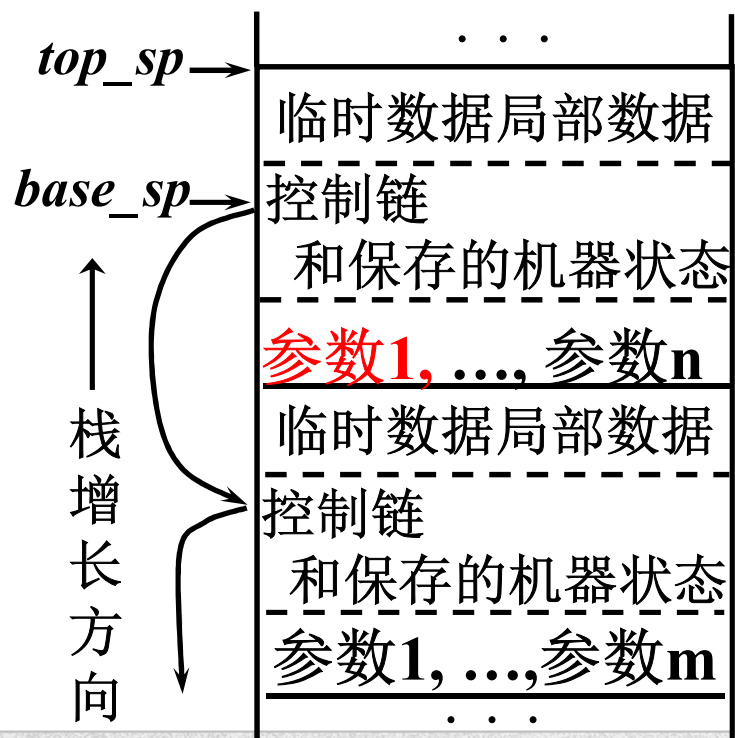 . . .
top_sp
临时数据局部数据
base_sp
控制链
和保存的机器状态
参数1, …, 参数n
临时数据局部数据
控制链
和保存的机器状态
参数1, …,参数m
. . .
栈增长方向